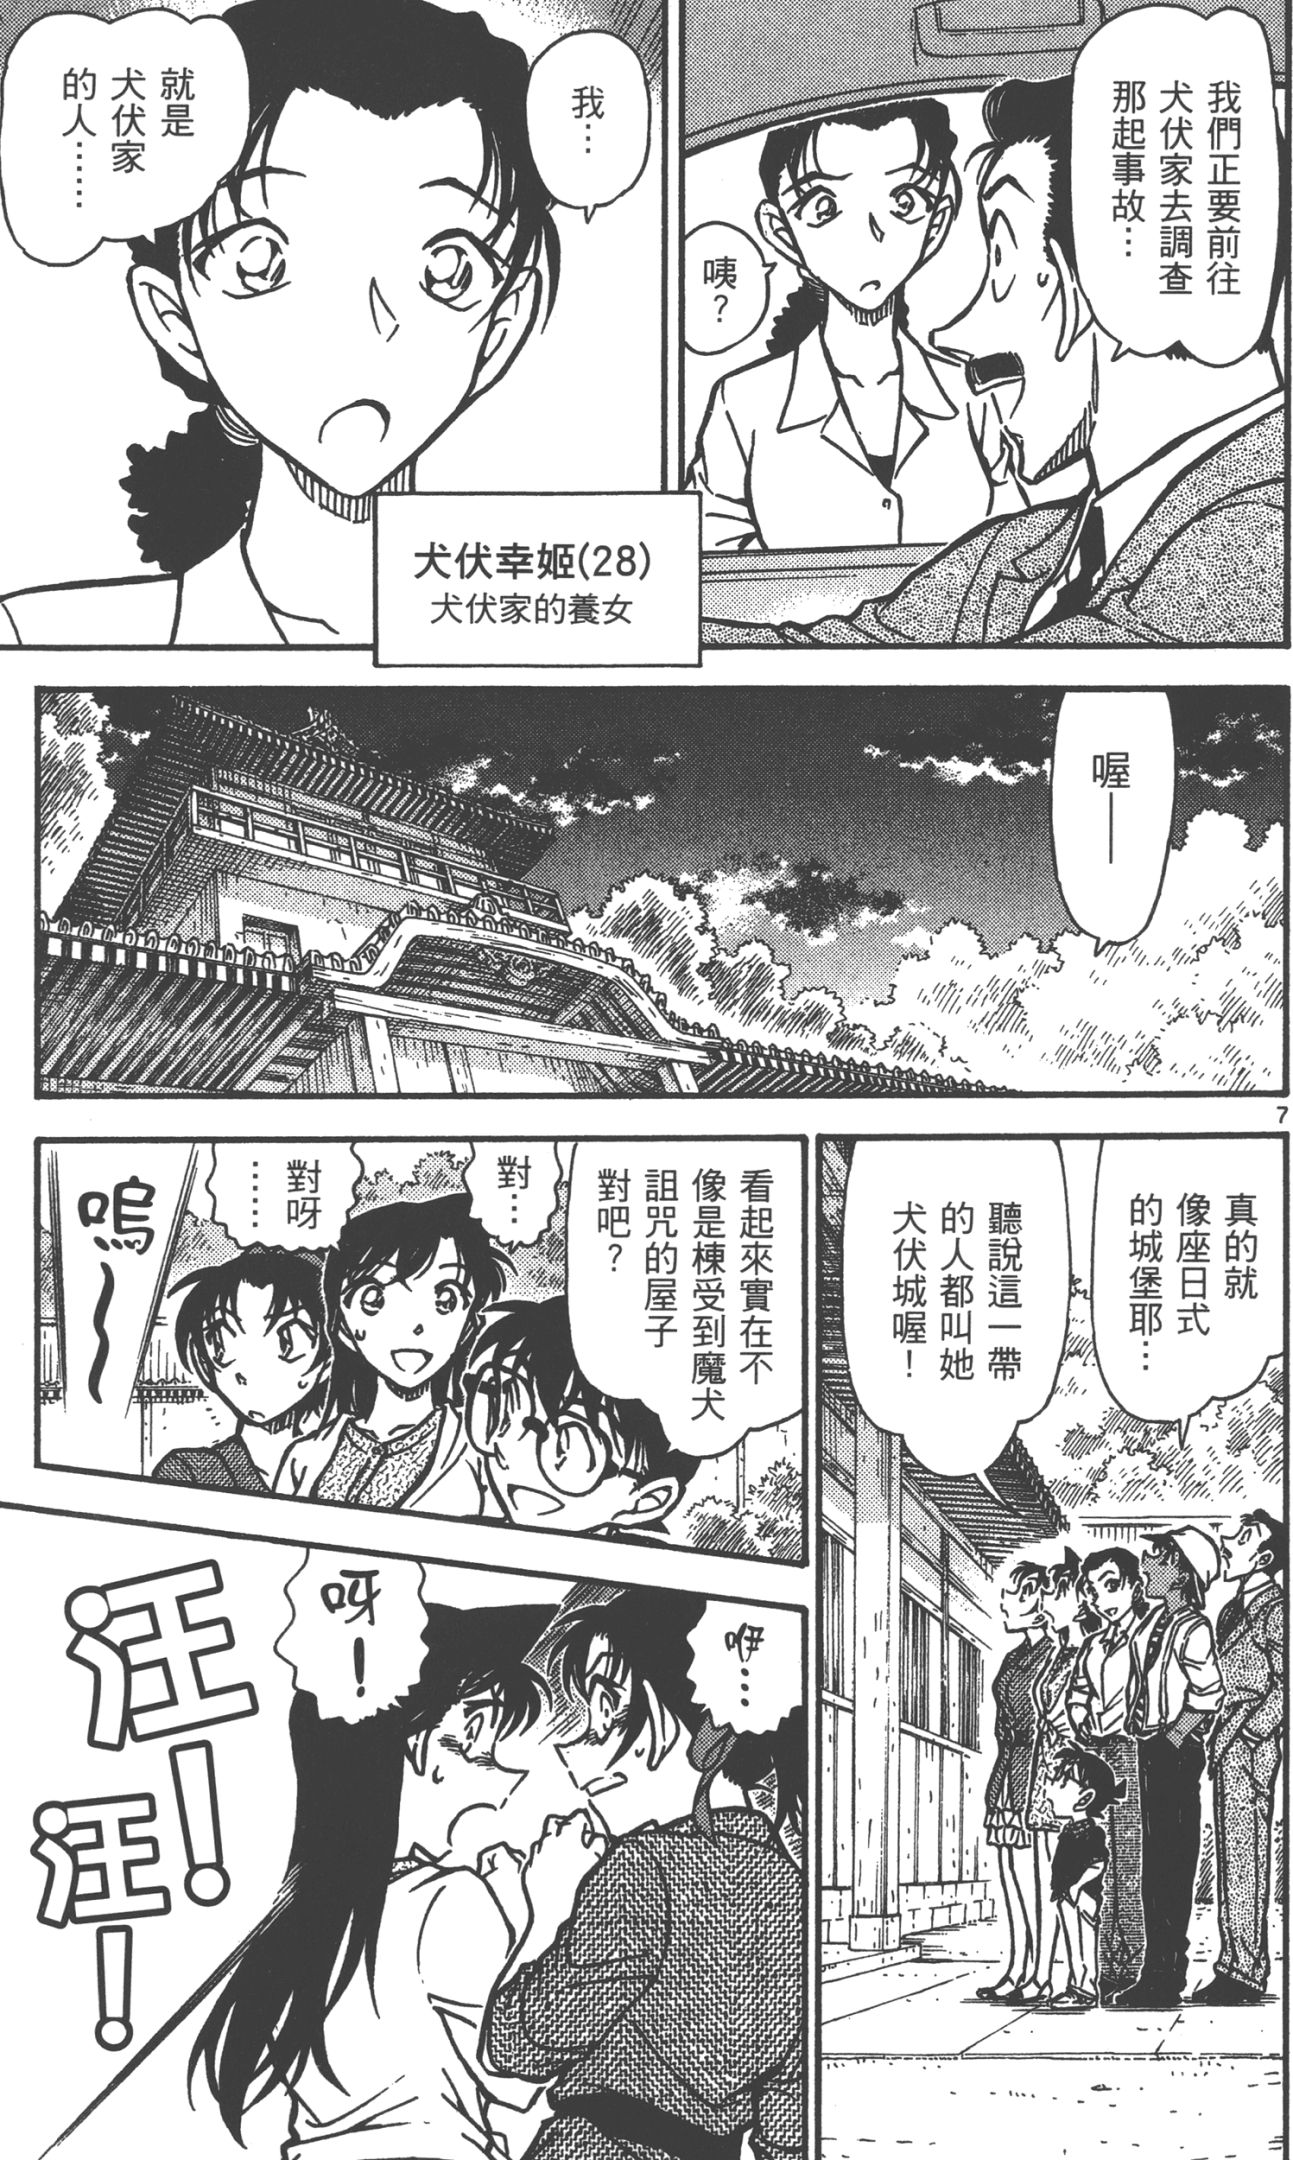 我們正要前往
犬伏家去調查
那起事故…
咦？
我…
就是
犬伏家
的人……
犬伏幸姬(28)
犬伏家的養女
喔——
7
真的就
像座日式
的城堡耶…
聽說這一帶
的人都叫她
犬伏城喔！
看起來實在不
像是棟受到魔犬
詛咒的屋子
對吧？
對…
對呀
……
嗚～
咿…
呀！
汪！
汪！